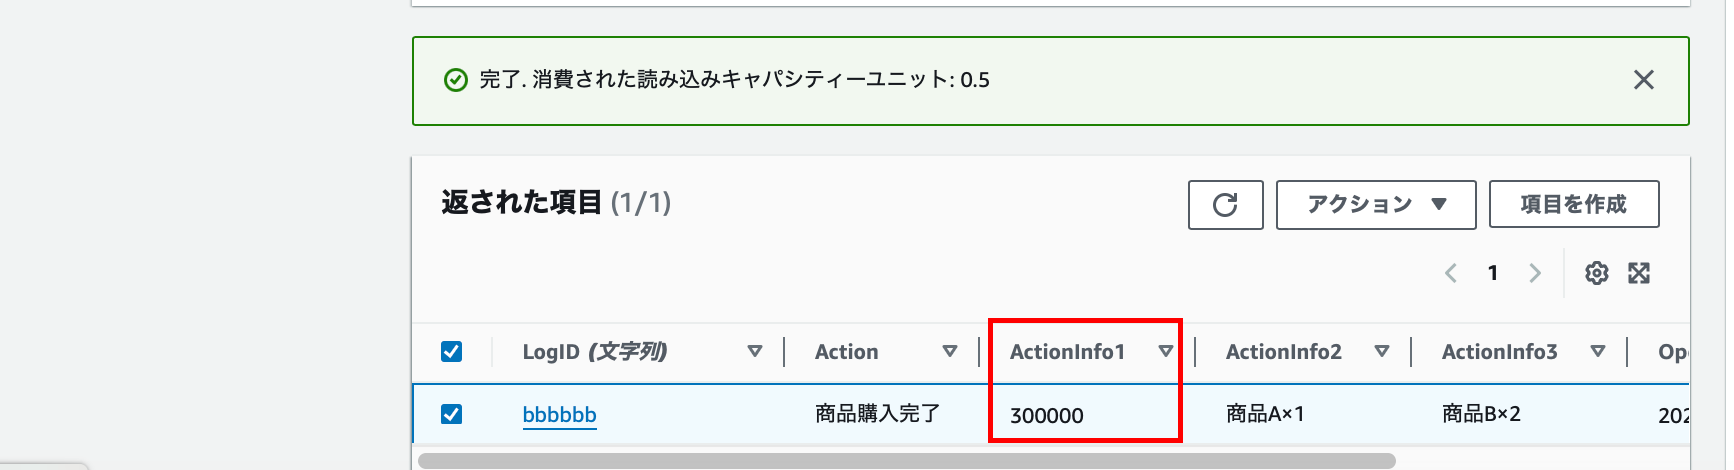 完了. 消費された読み込みキャパシティーユニット: 0.5
返された項目 (1/1)
アクション
項目を作成
1
LogID (文字列) Action ActionInfo1 ActionInfo2 ActionInfo3
bbbbbb 商品購入完了 300000 商品A×1 商品B×2